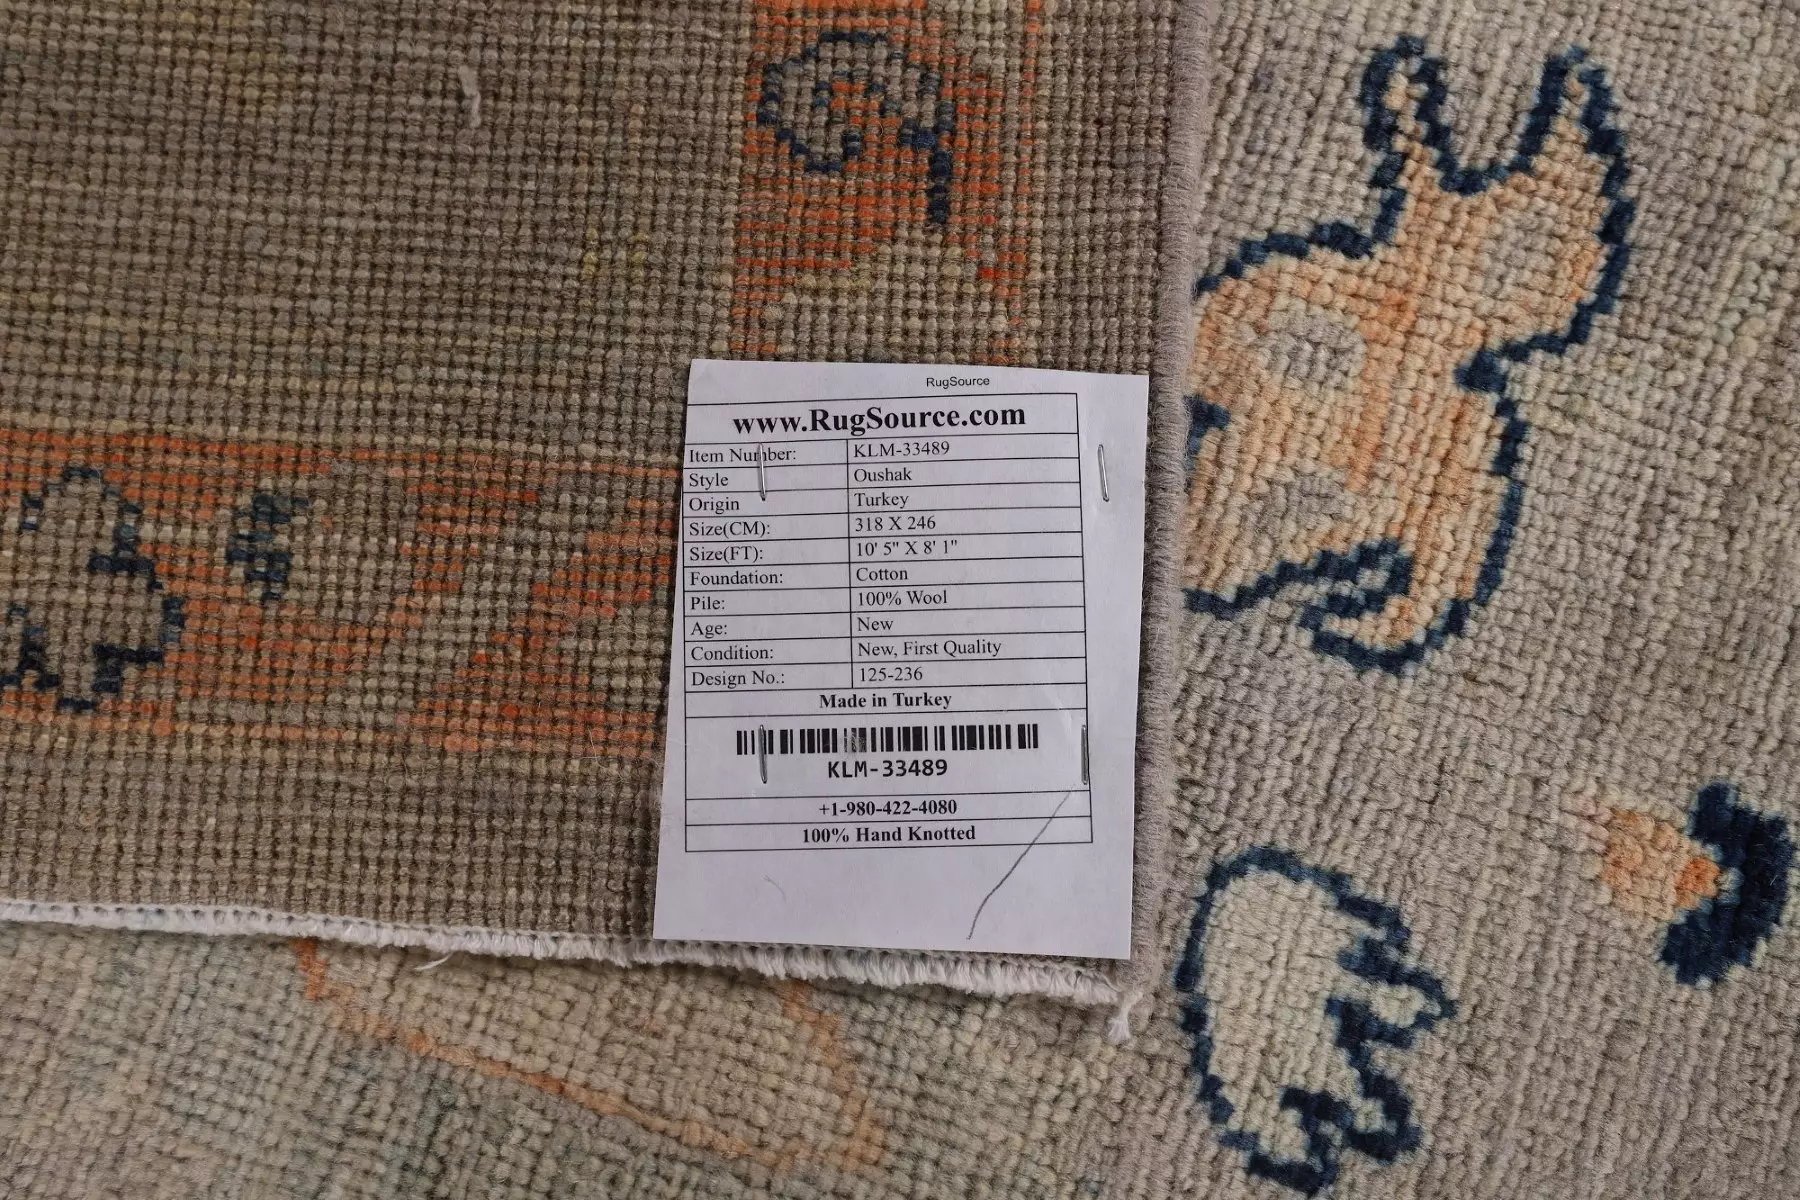 RugSource
www.RugSource.com
Item Number: KLM-33489
Style Oushak
Origin Turkey
Size(CM): 318 X 246
Size(FT): 10' 5" X 8' 1"
Foundation: Cotton
Pile: 100% Wool
Age: New
Condition: New, First Quality
Design No.: 125-236
Made in Turkey
KLM-33489
+1-980-422-4080
100% Hand Knotted